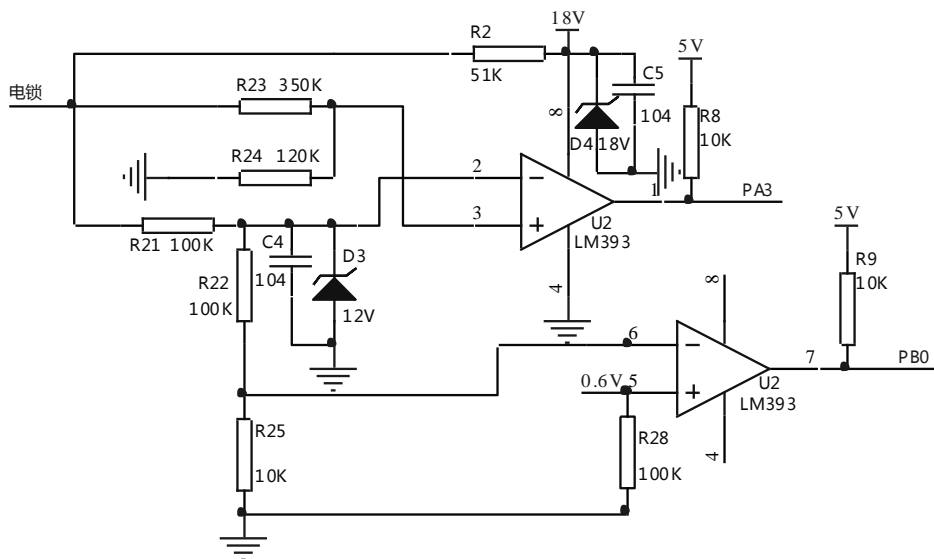 18V
R2
51K
5V
C5
104
R8
10K
电锁
R23 350K
8
D4 18V
R24 120K
2
1
PA3
3
U2
LM393
R21 100K
C4
104
D3
12V
R22
100K
4
5V
R9
10K
8
6
7
PB0
0.6V 5
U2
LM393
R25
10K
R28
100K
4